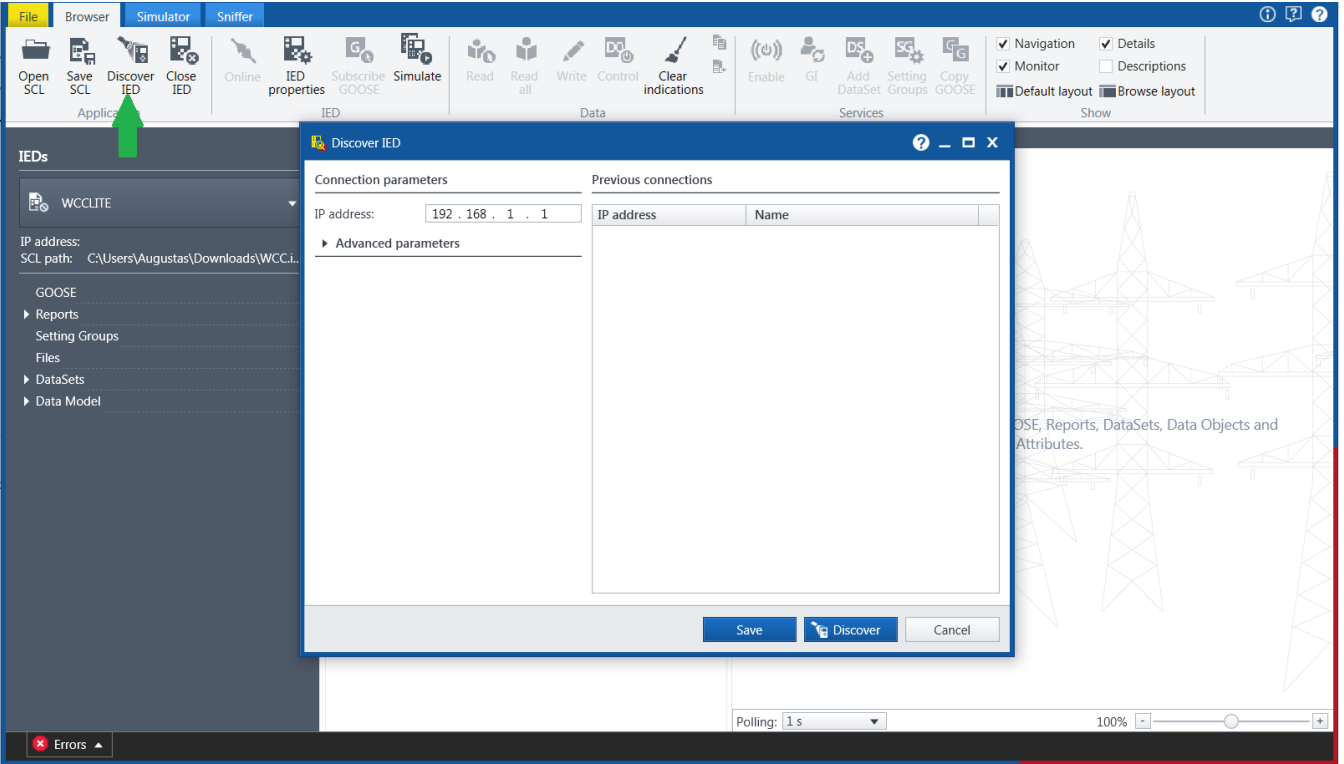 File Browser Simulator Sniffer
Open SCL
Save SCL
Discover IED
Close IED
Online
IED properties
Subscribe GOOSE
Simulate
Read
Read all
Write
Control
Clear indications
Enable
GI
Add DataSet
Setting Groups
Copy GOOSE
Navigation
Details
Monitor
Descriptions
Default layout
Browse layout
IED
Data
Services
Show
Discover IED
IEDs
WCCLITE
IP address:
SCL path: C:\Users\Augustas\Downloads\WCC.i..
GOOSE
Reports
Setting Groups
Files
DataSets
Data Model
Connection parameters
IP address: 192 . 168 . 1 . 1
Advanced parameters
Previous connections
IP address Name
Save Discover Cancel
Reports, DataSets, Data Objects and
Attributes.
Polling: 1 s
100%
Errors